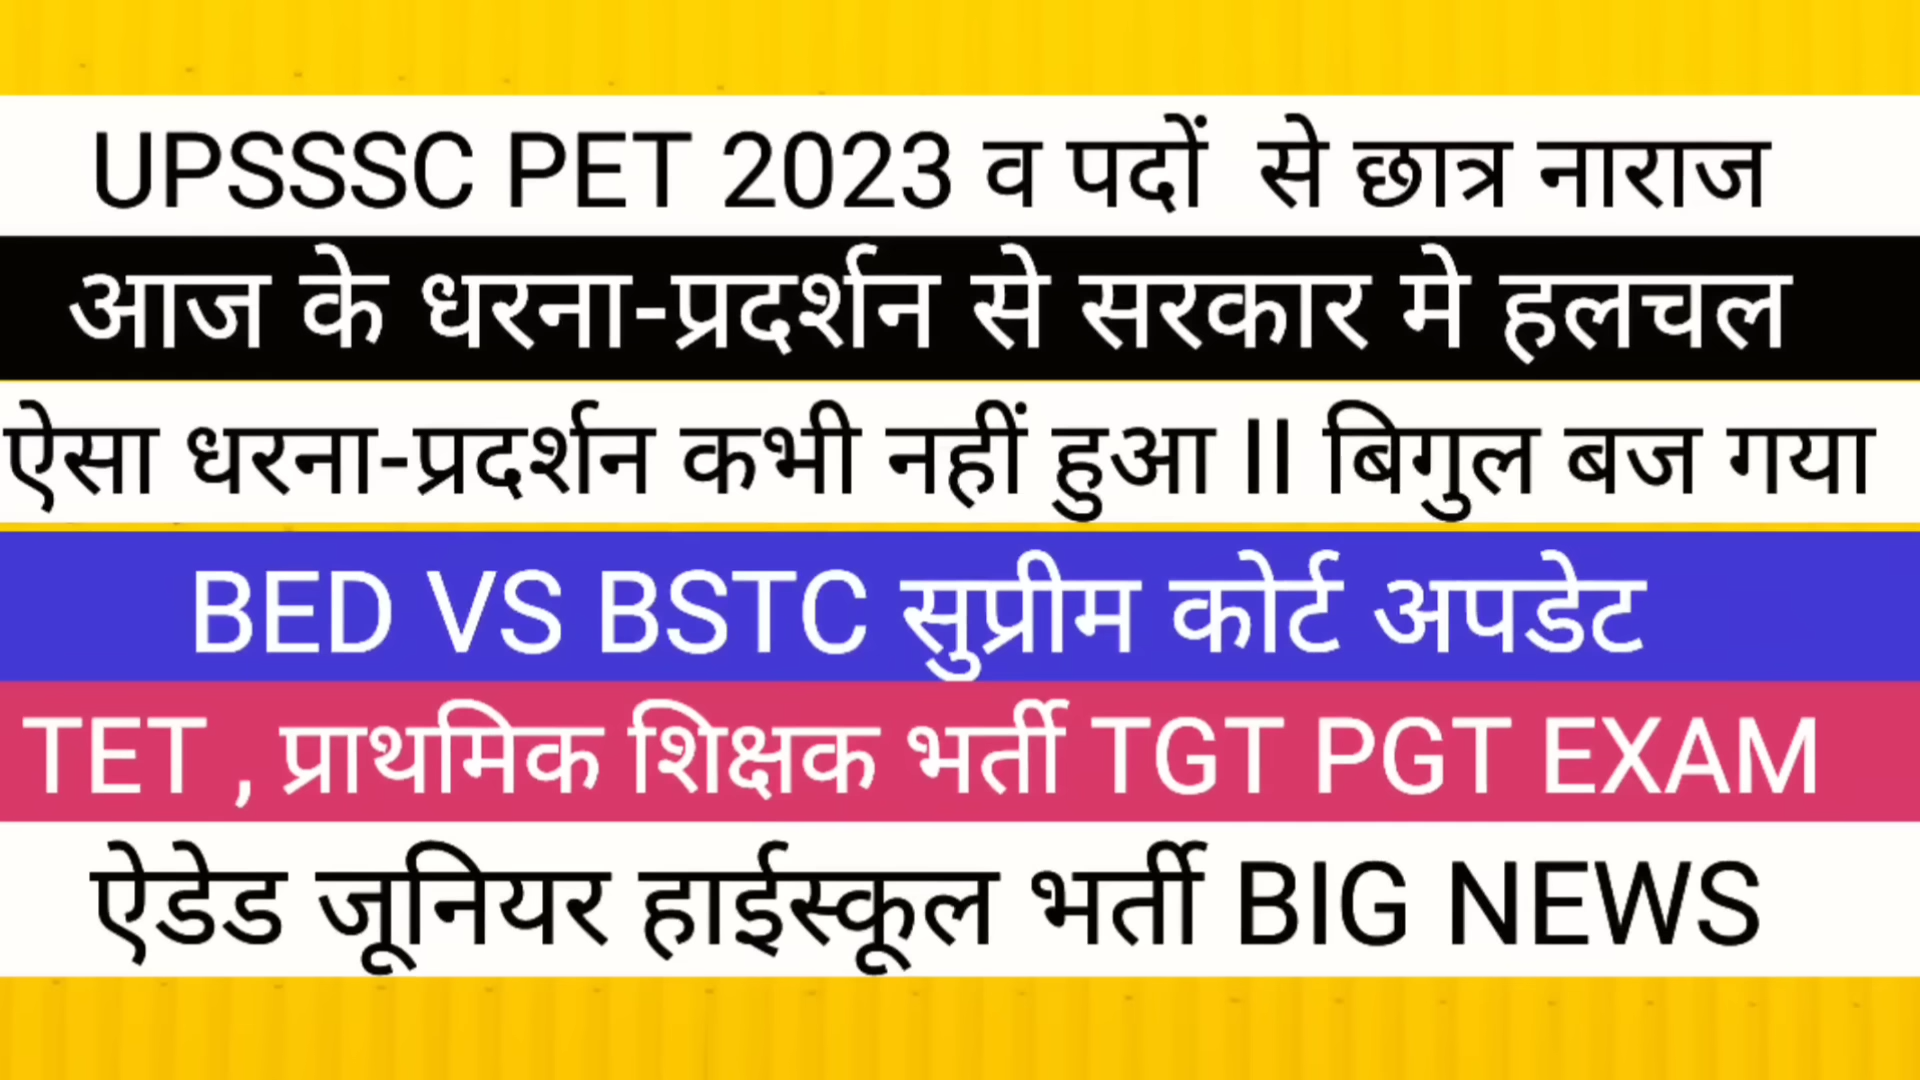 UPSSSC PET 2023 व पदों से छात्र नाराज
आज के धरना-प्रदर्शन से सरकार मे हलचल
ऐसा धरना-प्रदर्शन कभी नहीं हुआ II बिगुल बज गया
BED VS BSTC सुप्रीम कोर्ट अपडेट
TET , प्राथमिक शिक्षक भर्ती TGT PGT EXAM
ऐडेड जूनियर हाईस्कूल भर्ती BIG NEWS